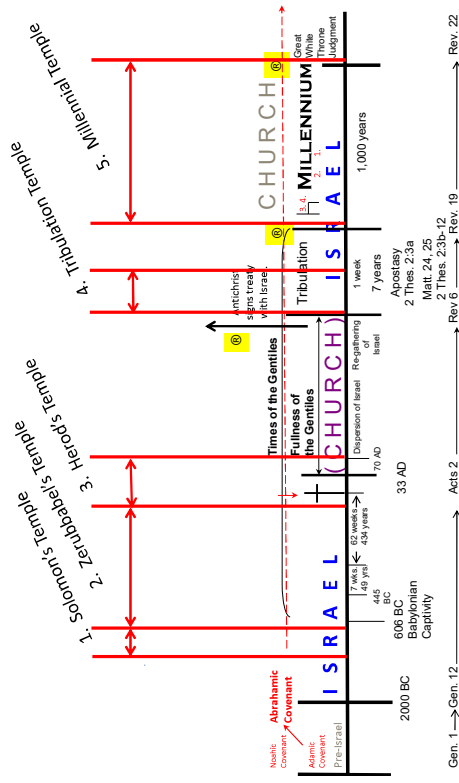 1. Solomon's Temple
2. Zerubbabel's Temple
3. Herod's Temple
4. Tribulation Temple
5. Millennial Temple
Noahic
Covenant
Abrahamic
Covenant
Adamic
Covenant
Pre-Israel
I S R A E L
Times of the Gentiles
Fullness of
the Gentiles
( C H U R C H )
Antichrist
signs treaty
with Israel.
®
®
®
Tribulation
C H U R C H
3. 4.
2. 1.
MILLENNIUM
Great
White
Throne
Judgment
I S R A E L
7 wks.
49 yrs
62 weeks
434 years
Dispersion of Israel
Re-gathering
of
Israel
1 week
7 years
1,000 years
2000 BC
606 BC
Babylonian
Captivity
445
BC
33 AD
70 AD
Apostasy
2 Thes. 2:3a
Matt. 24, 25
2 Thes. 2:3b-12
Gen. 1
Gen. 12
Acts 2
Rev 6
Rev. 19
Rev. 22